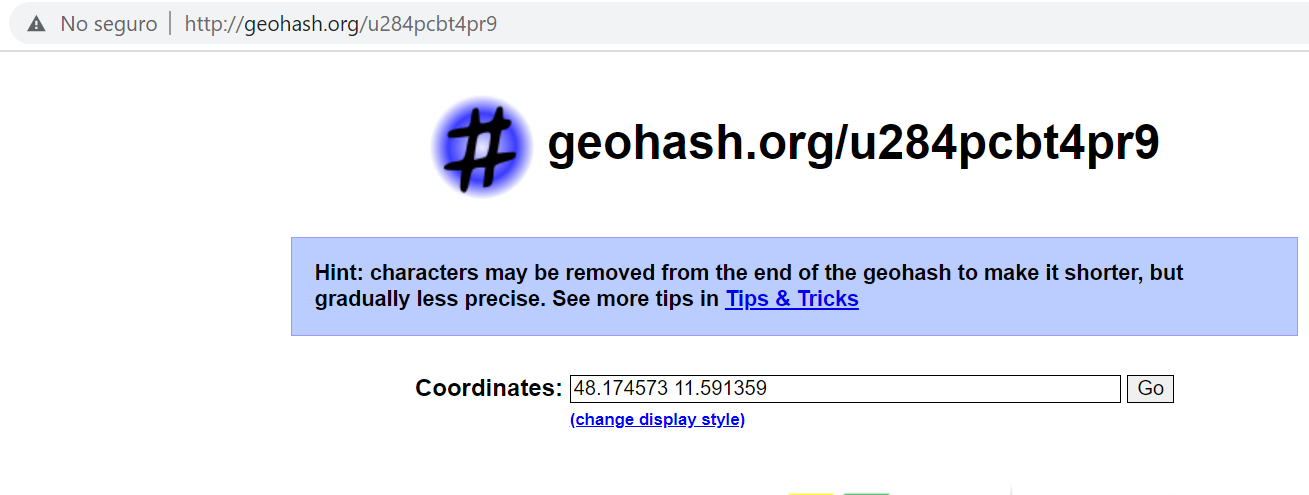 No seguro | http://geohash.org/u284pcbt4pr9
# geohash.org/u284pcbt4pr9
Hint: characters may be removed from the end of the geohash to make it shorter, but
gradually less precise. See more tips in Tips & Tricks
Coordinates: 48.174573 11.591359 Go
(change display style)